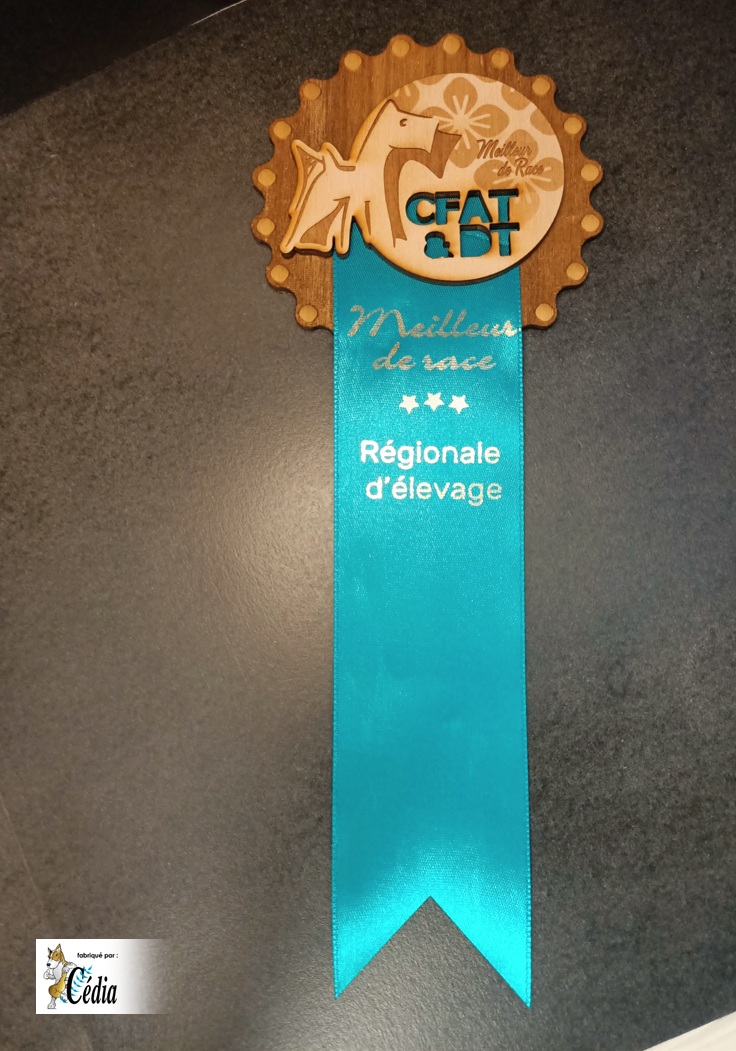 Meilleur
de Race
CFAT
& DT
Meilleur
de race
Régionale
d'élevage
fabriqué par :
Cédia